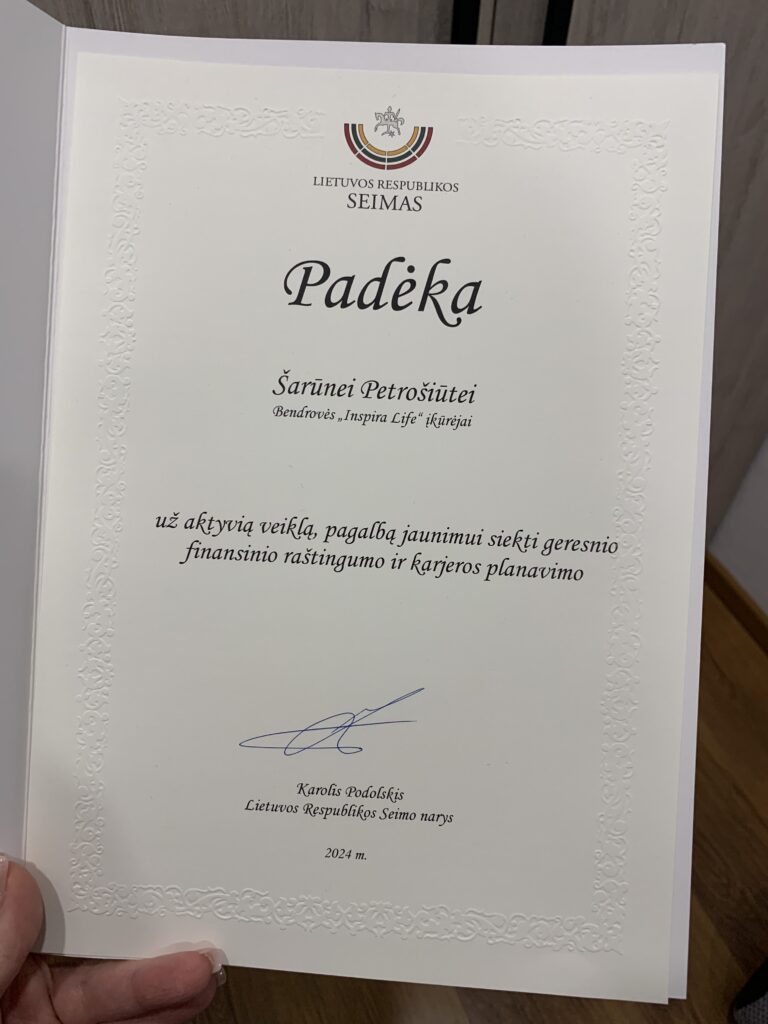 LIETUVOS RESPUBLIKOS
SEIMAS
Padėka
Šarūnei Petrošiūtei
Bendrovės „Inspira Life“ įkūrėjai
už aktyvią veiklą, pagalbą jaunimui siekti geresnio
finansinio raštingumo ir karjeros planavimo
Karolis Podolskis
Lietuvos Respublikos Seimo narys
2024 m.